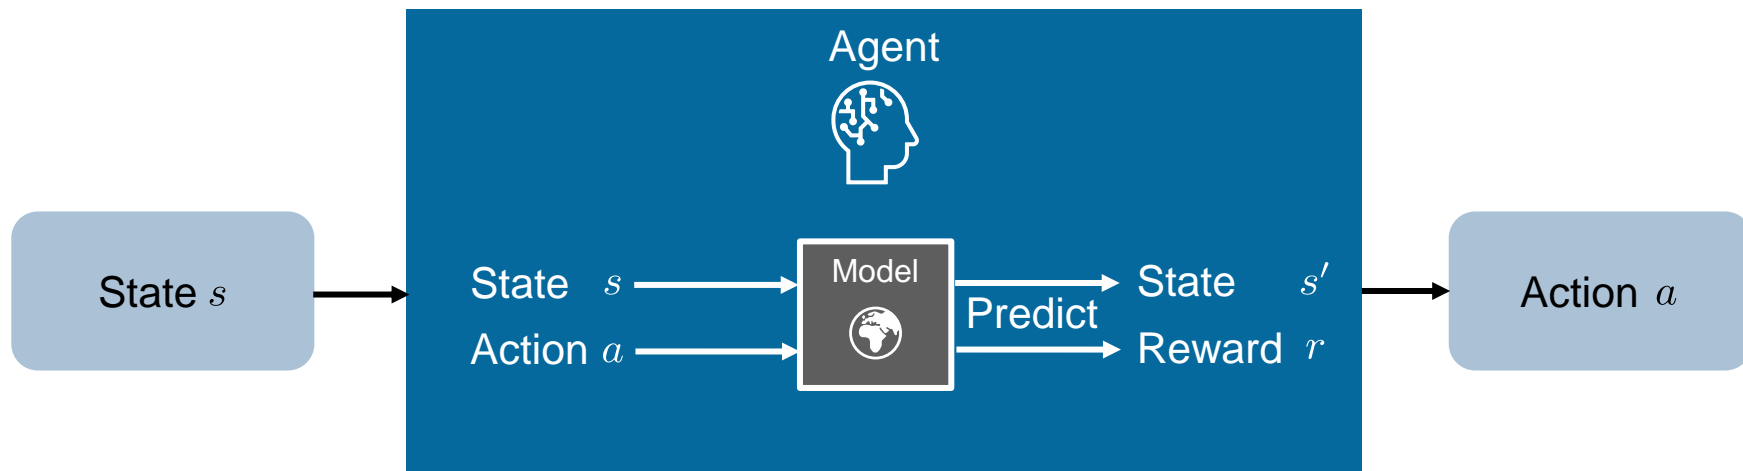 Agent
State s
State s
Action a
Model
Predict
State s′
Reward r
Action a